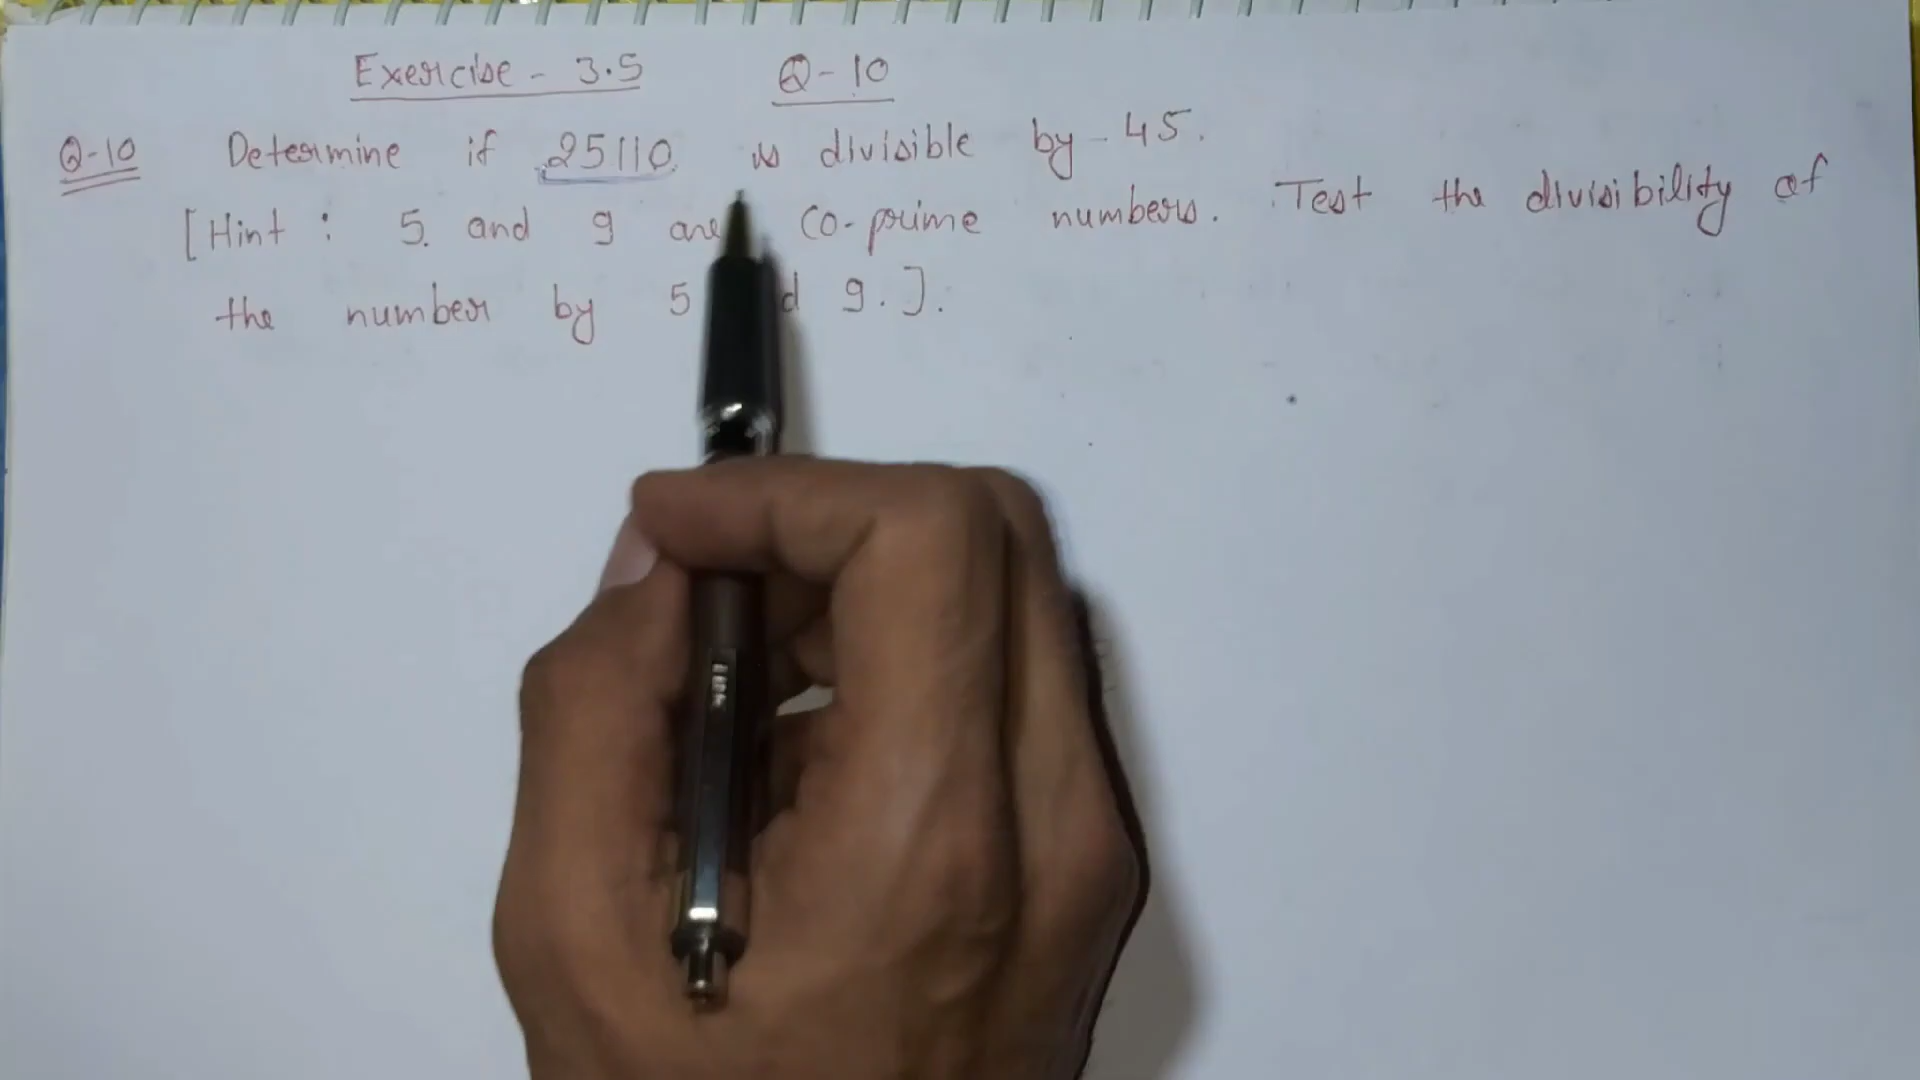 Exercise - 3.5 Q-10
Q-10 Determine if 25110 is divisible by 45.
[Hint : 5 and 9 are co-prime numbers. Test the divisibility of
the number by 5 d 9.].